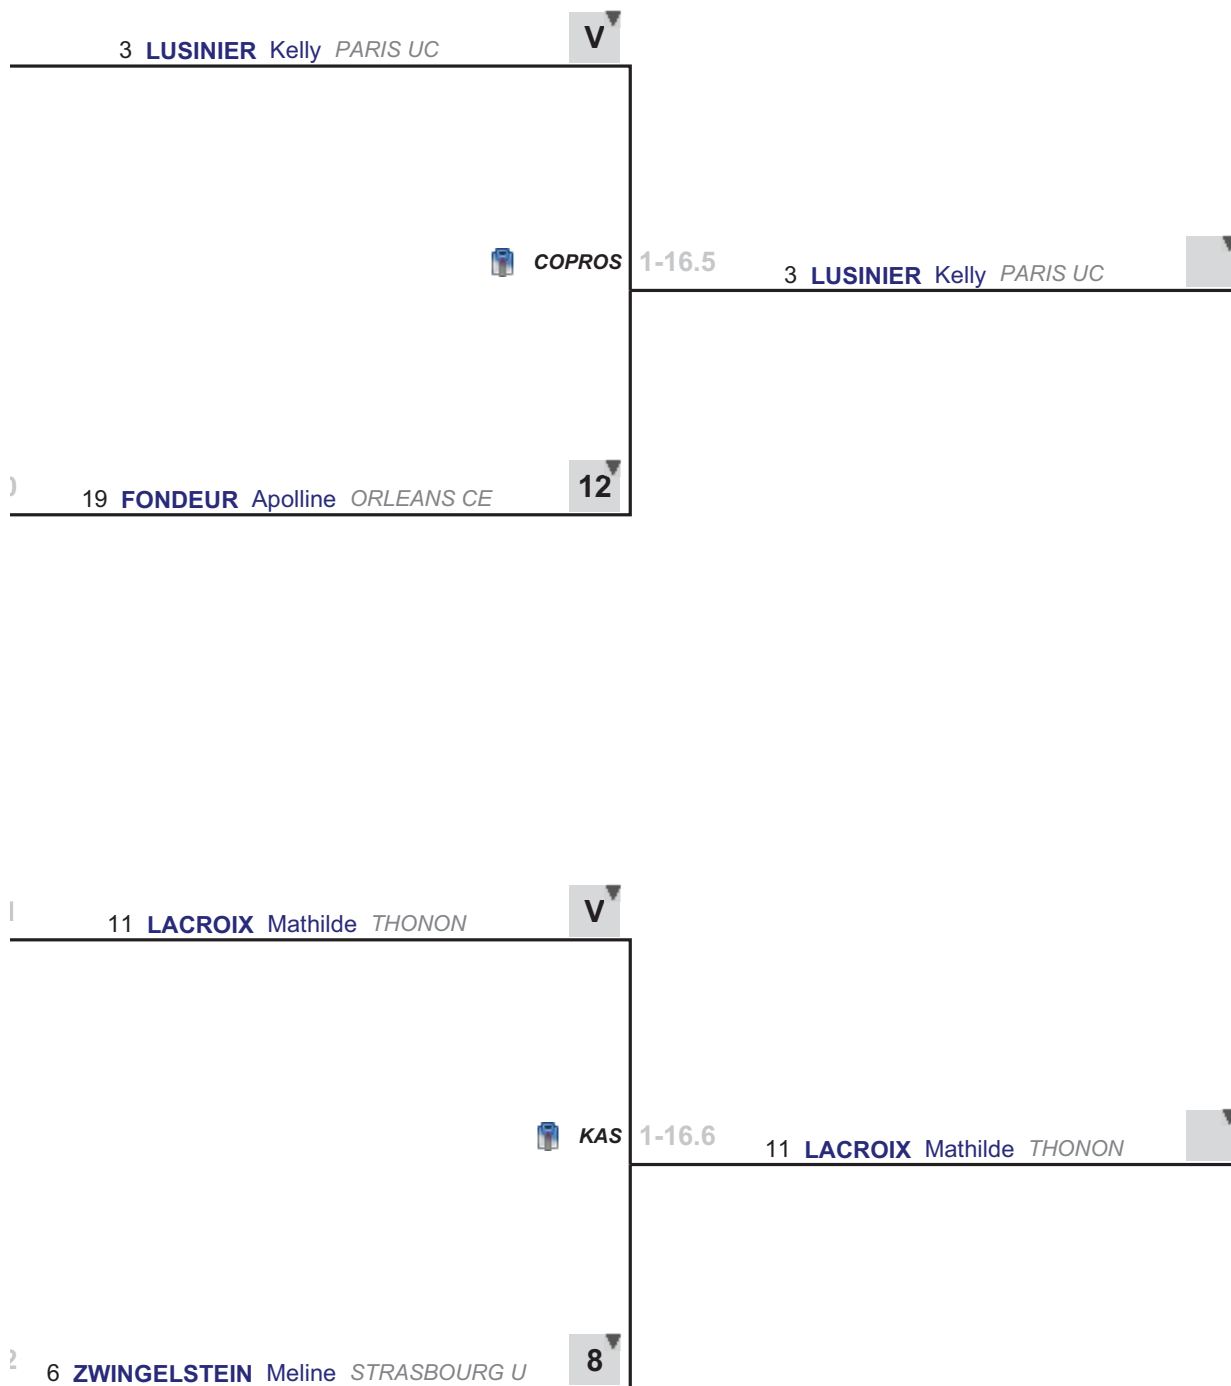 3 LUSINIER Kelly PARIS UC V
COPROS 1-16.5
3 LUSINIER Kelly PARIS UC
19 FONDEUR Apolline ORLEANS CE 12
11 LACROIX Mathilde THONON V
KAS 1-16.6
11 LACROIX Mathilde THONON
6 ZWINGELSTEIN Meline STRASBOURG U 8